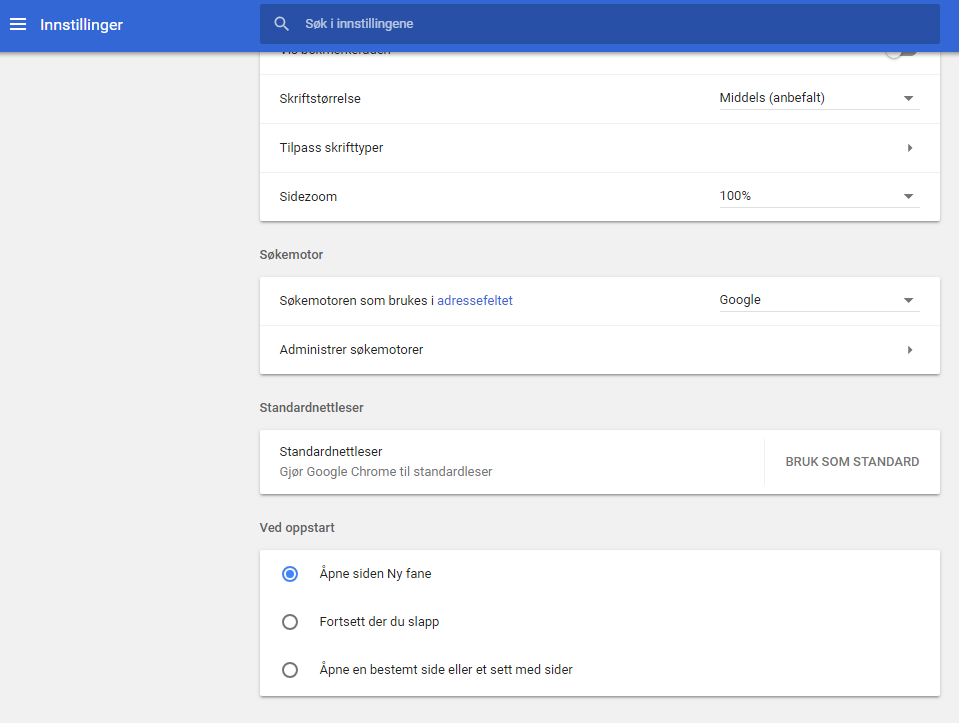 Innstillinger
Søk i innstillingene
Skriftstørrelse
Middels (anbefalt)
Tilpass skrifttyper
Sidezoom
100%
Søkemotor
Søkemotoren som brukes i adressefeltet
Google
Administrer søkemotorer
Standardnettleser
Standardnettleser
Gjør Google Chrome til standardleser
BRUK SOM STANDARD
Ved oppstart
Åpne siden Ny fane
Fortsett der du slapp
Åpne en bestemt side eller et sett med sider